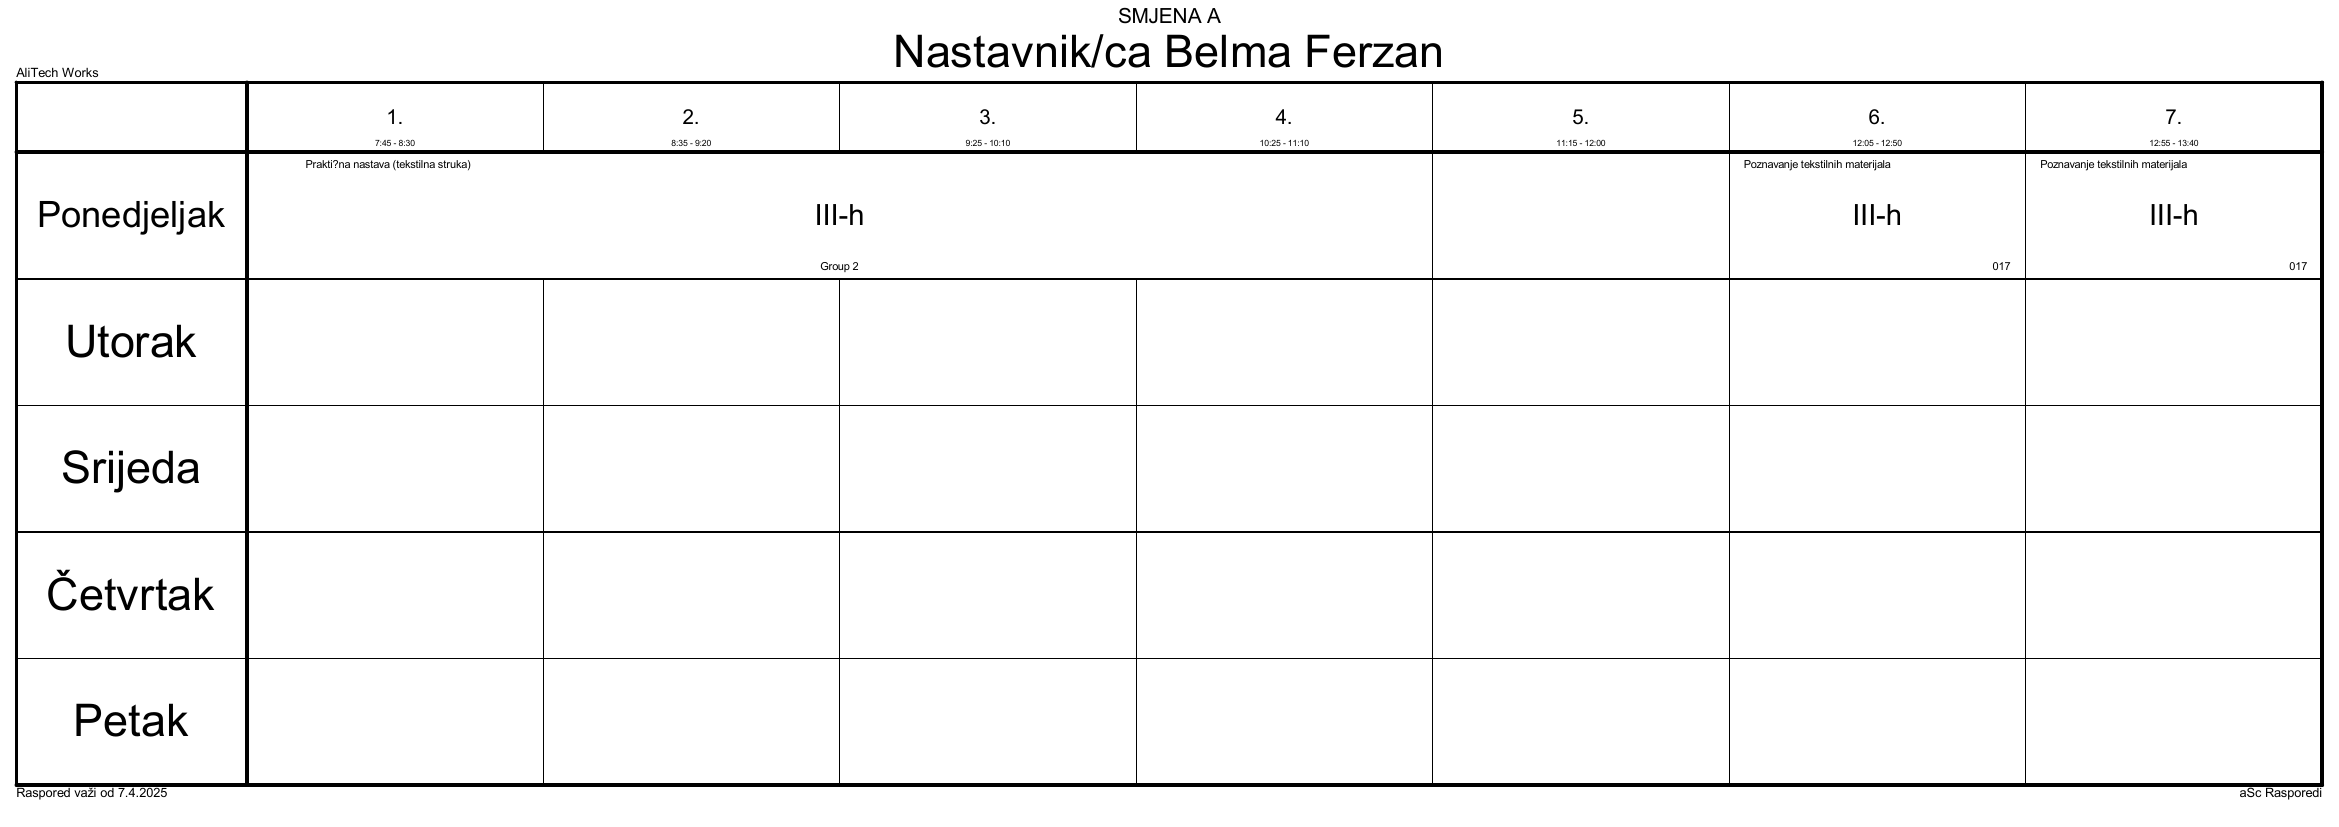 SMJENA A
Nastavnik/ca Belma Ferzan
AliTech Works
1. 2. 3. 4. 5. 6. 7.
7:45 - 8:30 8:35 - 9:20 9:25 - 10:10 10:25 - 11:10 11:15 - 12:00 12:05 - 12:50 12:55 - 13:40
Prakti?na nastava (tekstilna struka) Poznavanje tekstilnih materijala Poznavanje tekstilnih materijala
Ponedjeljak III-h III-h III-h
Group 2 017 017
Utorak
Srijeda
Četvrtak
Petak
Raspored važi od 7.4.2025 aSc Rasporedi